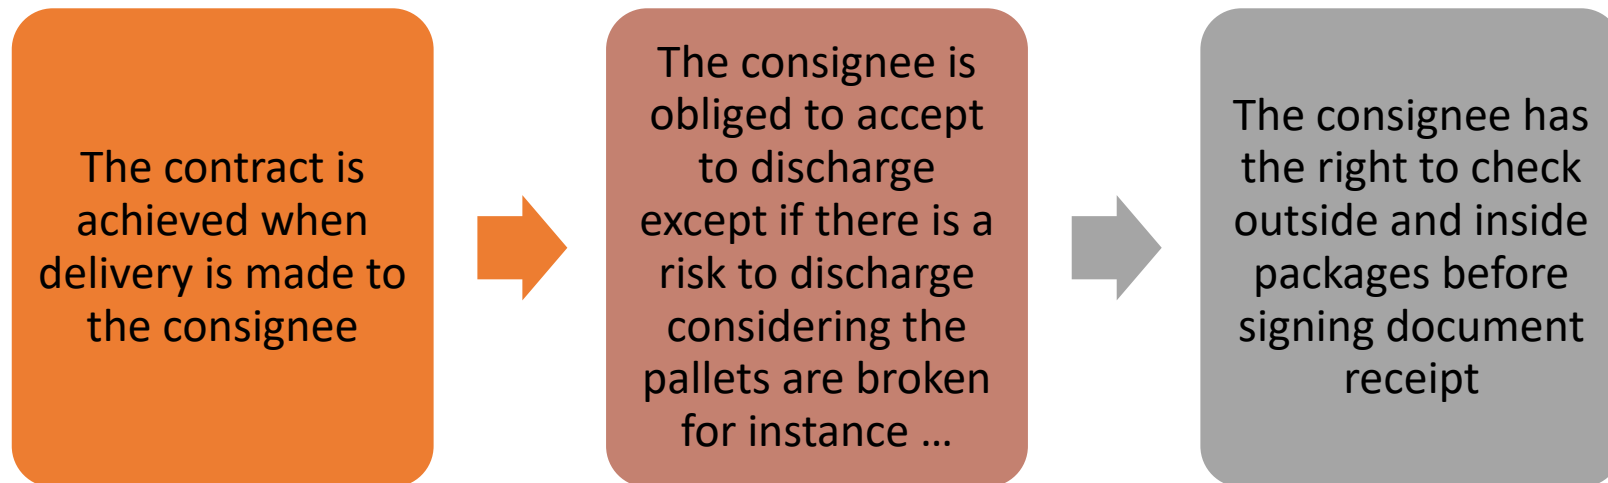 The contract is
achieved when
delivery is made to
the consignee
The consignee is
obliged to accept
to discharge
except if there is a
risk to discharge
considering the
pallets are broken
for instance …
The consignee has
the right to check
outside and inside
packages before
signing document
receipt